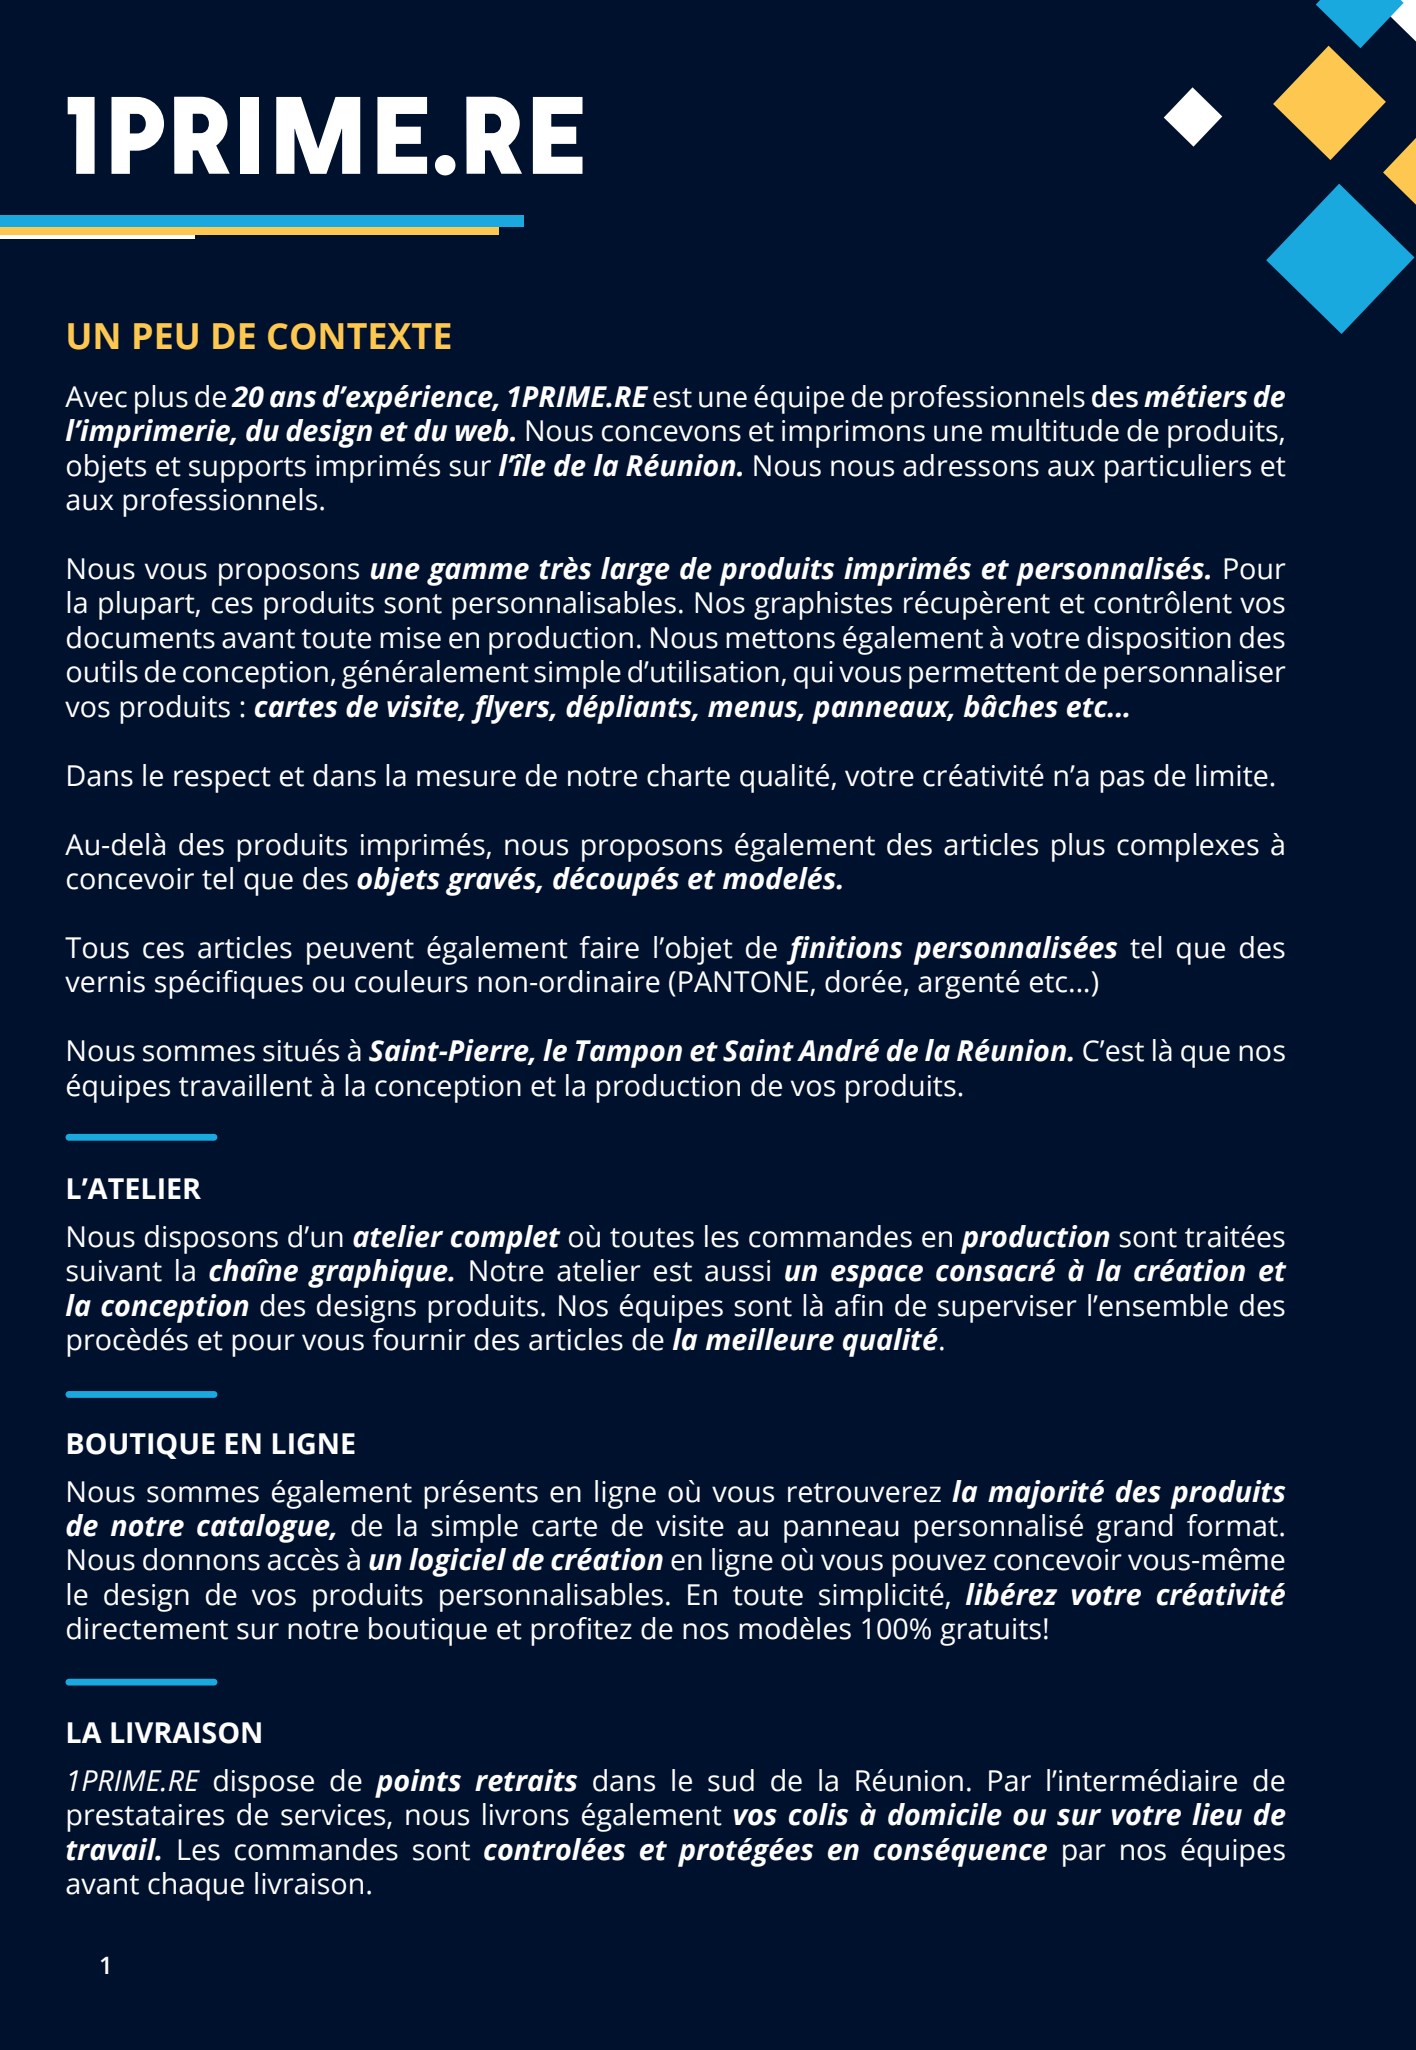 1PRIME.RE
UN PEU DE CONTEXTE
Avec plus de 20 ans d’expérience, 1PRIME.RE est une équipe de professionnels des métiers de
l’imprimerie, du design et du web. Nous concevons et imprimons une multitude de produits,
objets et supports imprimés sur l’île de la Réunion. Nous nous adressons aux particuliers et
aux professionnels.
Nous vous proposons une gamme très large de produits imprimés et personnalisés. Pour
la plupart, ces produits sont personnalisables. Nos graphistes récupèrent et contrôlent vos
documents avant toute mise en production. Nous mettons également à votre disposition des
outils de conception, généralement simple d’utilisation, qui vous permettent de personnaliser
vos produits : cartes de visite, flyers, dépliants, menus, panneaux, bâches etc...
Dans le respect et dans la mesure de notre charte qualité, votre créativité n’a pas de limite.
Au-delà des produits imprimés, nous proposons également des articles plus complexes à
concevoir tel que des objets gravés, découpés et modelés.
Tous ces articles peuvent également faire l’objet de finitions personnalisées tel que des
vernis spécifiques ou couleurs non-ordinaire (PANTONE, dorée, argenté etc...)
Nous sommes situés à Saint-Pierre, le Tampon et Saint André de la Réunion. C’est là que nos
équipes travaillent à la conception et la production de vos produits.
L’ATELIER
Nous disposons d’un atelier complet où toutes les commandes en production sont traitées
suivant la chaîne graphique. Notre atelier est aussi un espace consacré à la création et
la conception des designs produits. Nos équipes sont là afin de superviser l’ensemble des
procèdés et pour vous fournir des articles de la meilleure qualité.
BOUTIQUE EN LIGNE
Nous sommes également présents en ligne où vous retrouverez la majorité des produits
de notre catalogue, de la simple carte de visite au panneau personnalisé grand format.
Nous donnons accès à un logiciel de création en ligne où vous pouvez concevoir vous-même
le design de vos produits personnalisables. En toute simplicité, libérez votre créativité
directement sur notre boutique et profitez de nos modèles 100% gratuits!
LA LIVRAISON
1PRIME.RE dispose de points retraits dans le sud de la Réunion. Par l’intermédiaire de
prestataires de services, nous livrons également vos colis à domicile ou sur votre lieu de
travail. Les commandes sont controlées et protégées en conséquence par nos équipes
avant chaque livraison.
1